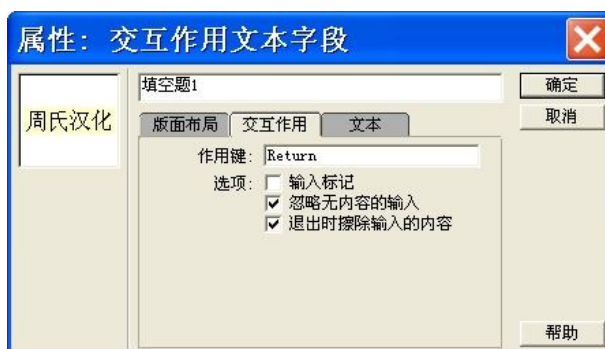 属性: 交互作用文本字段
周氏汉化
填空题1
版面布局 交互作用 文本
作用键: Return
选项: 输入标记
忽略无内容的输入
退出时擦除输入的内容
确定
取消
帮助